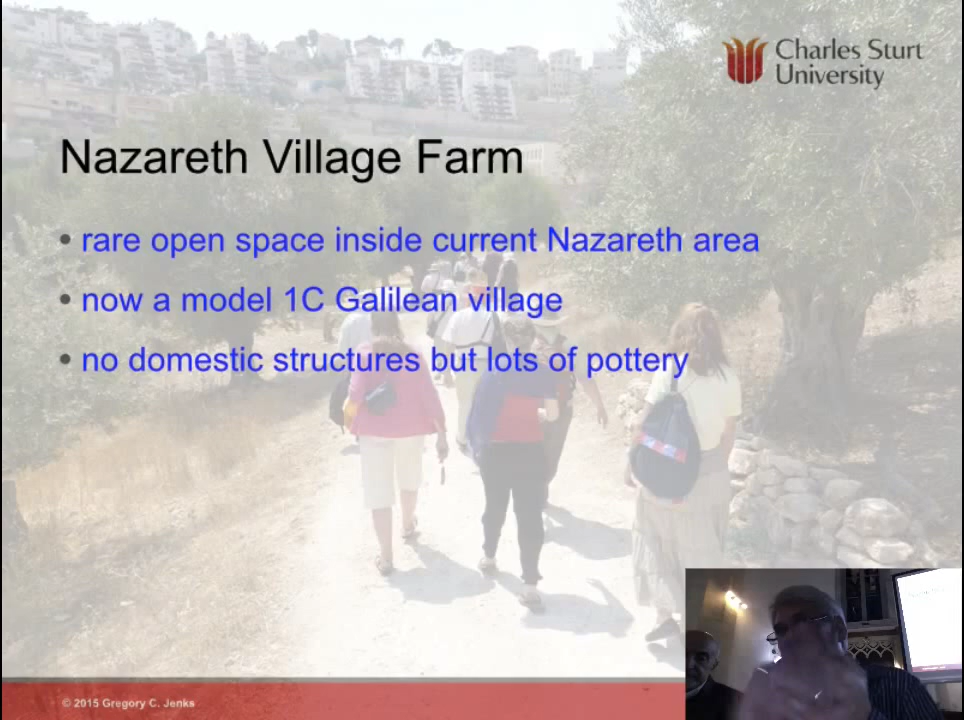 Charles Sturt
University
Nazareth Village Farm
• rare open space inside current Nazareth area
• now a model 1C Galilean village
• no domestic structures but lots of pottery
© 2015 Gregory C. Jenks